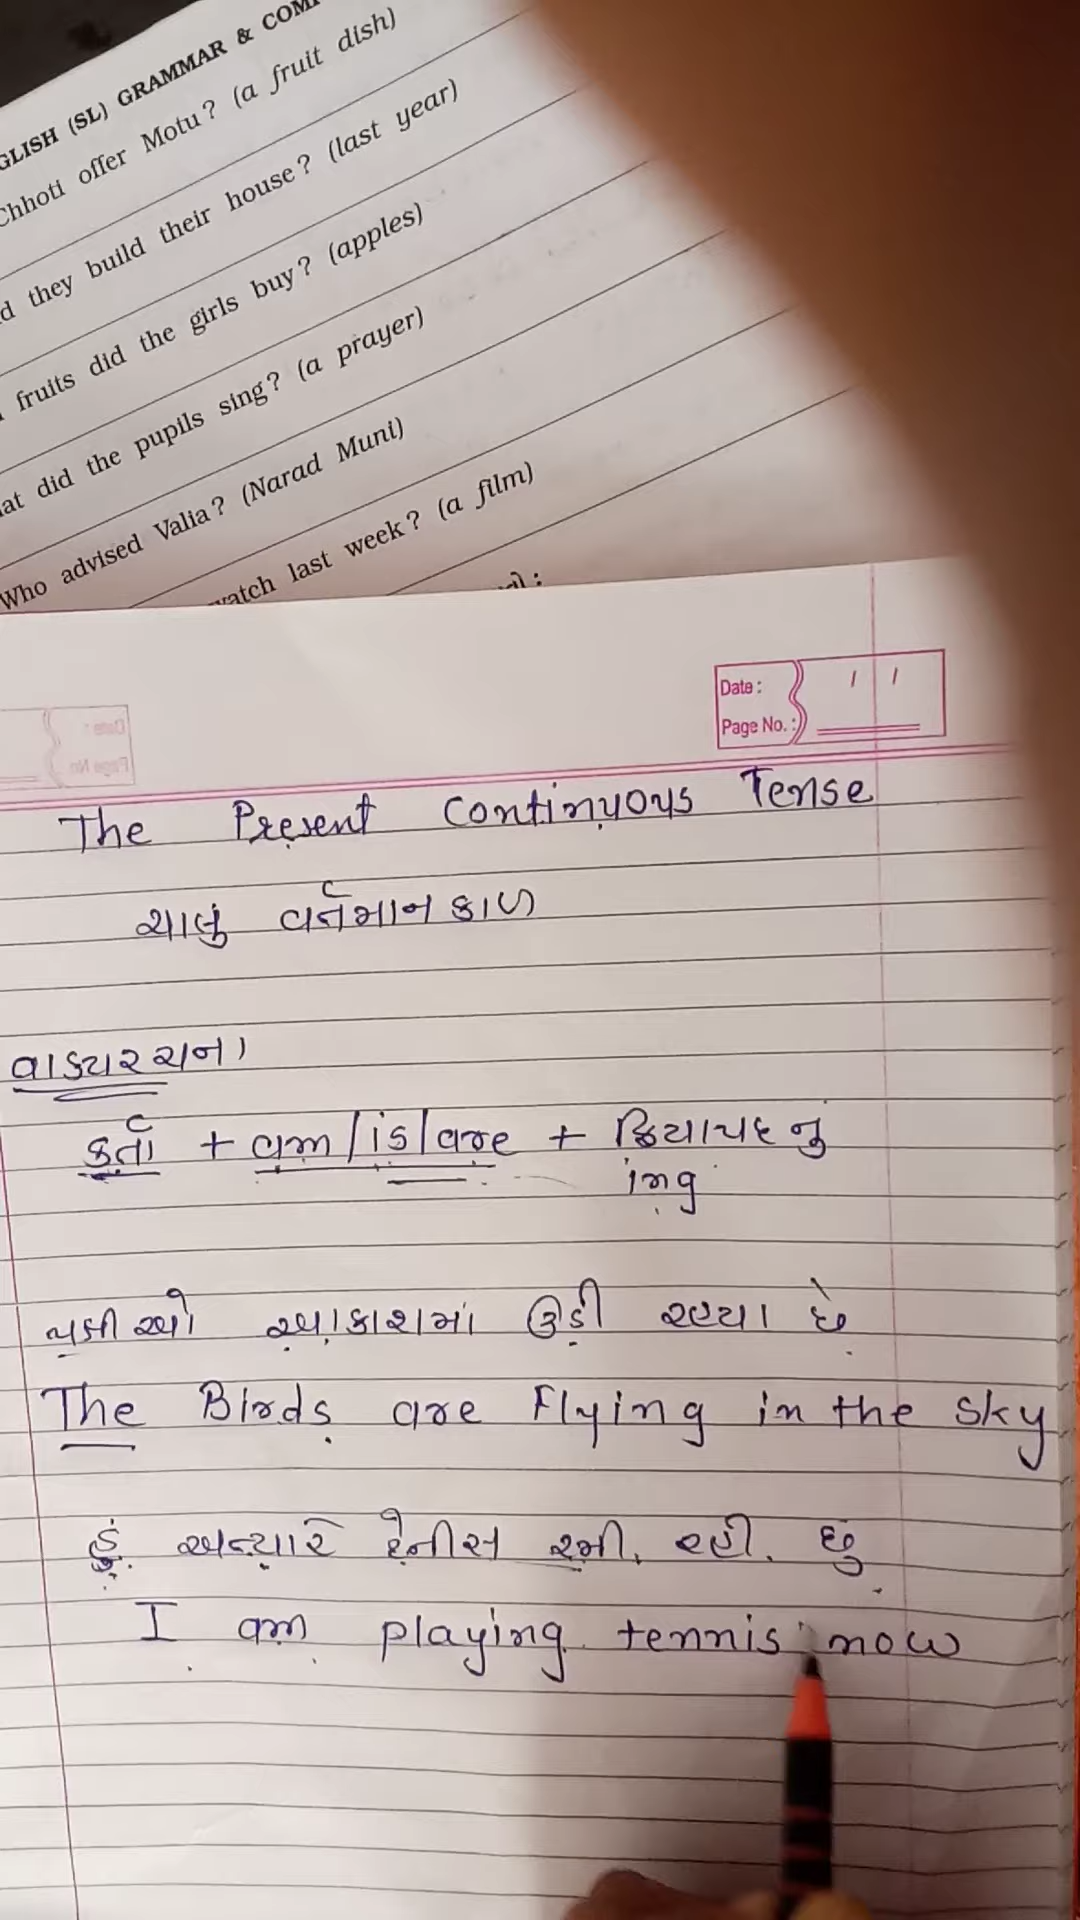 GLISH (SL) GRAMMAR & COM
Chhoti offer Motu? (a fruit dish)
d they build their house? (last year)
fruits did the girls buy? (apples)
at did the pupils sing? (a prayer)
Who advised Valia? (Narad Muni)
watch last week? (a film)
Date : / /
Page No. :
The Present Continuous Tense
ચાલું વર્તમાન કાળ
વાક્યરચના
કર્તા + am/is/are + ક્રિયાપદ નું
ing
પક્ષીઓ આકાશમાં ઊડી રહ્યા છે
The Birds are Flying in the sky
હું અત્યારે ટેનીસ રમી રહી છું
I am playing tennis now